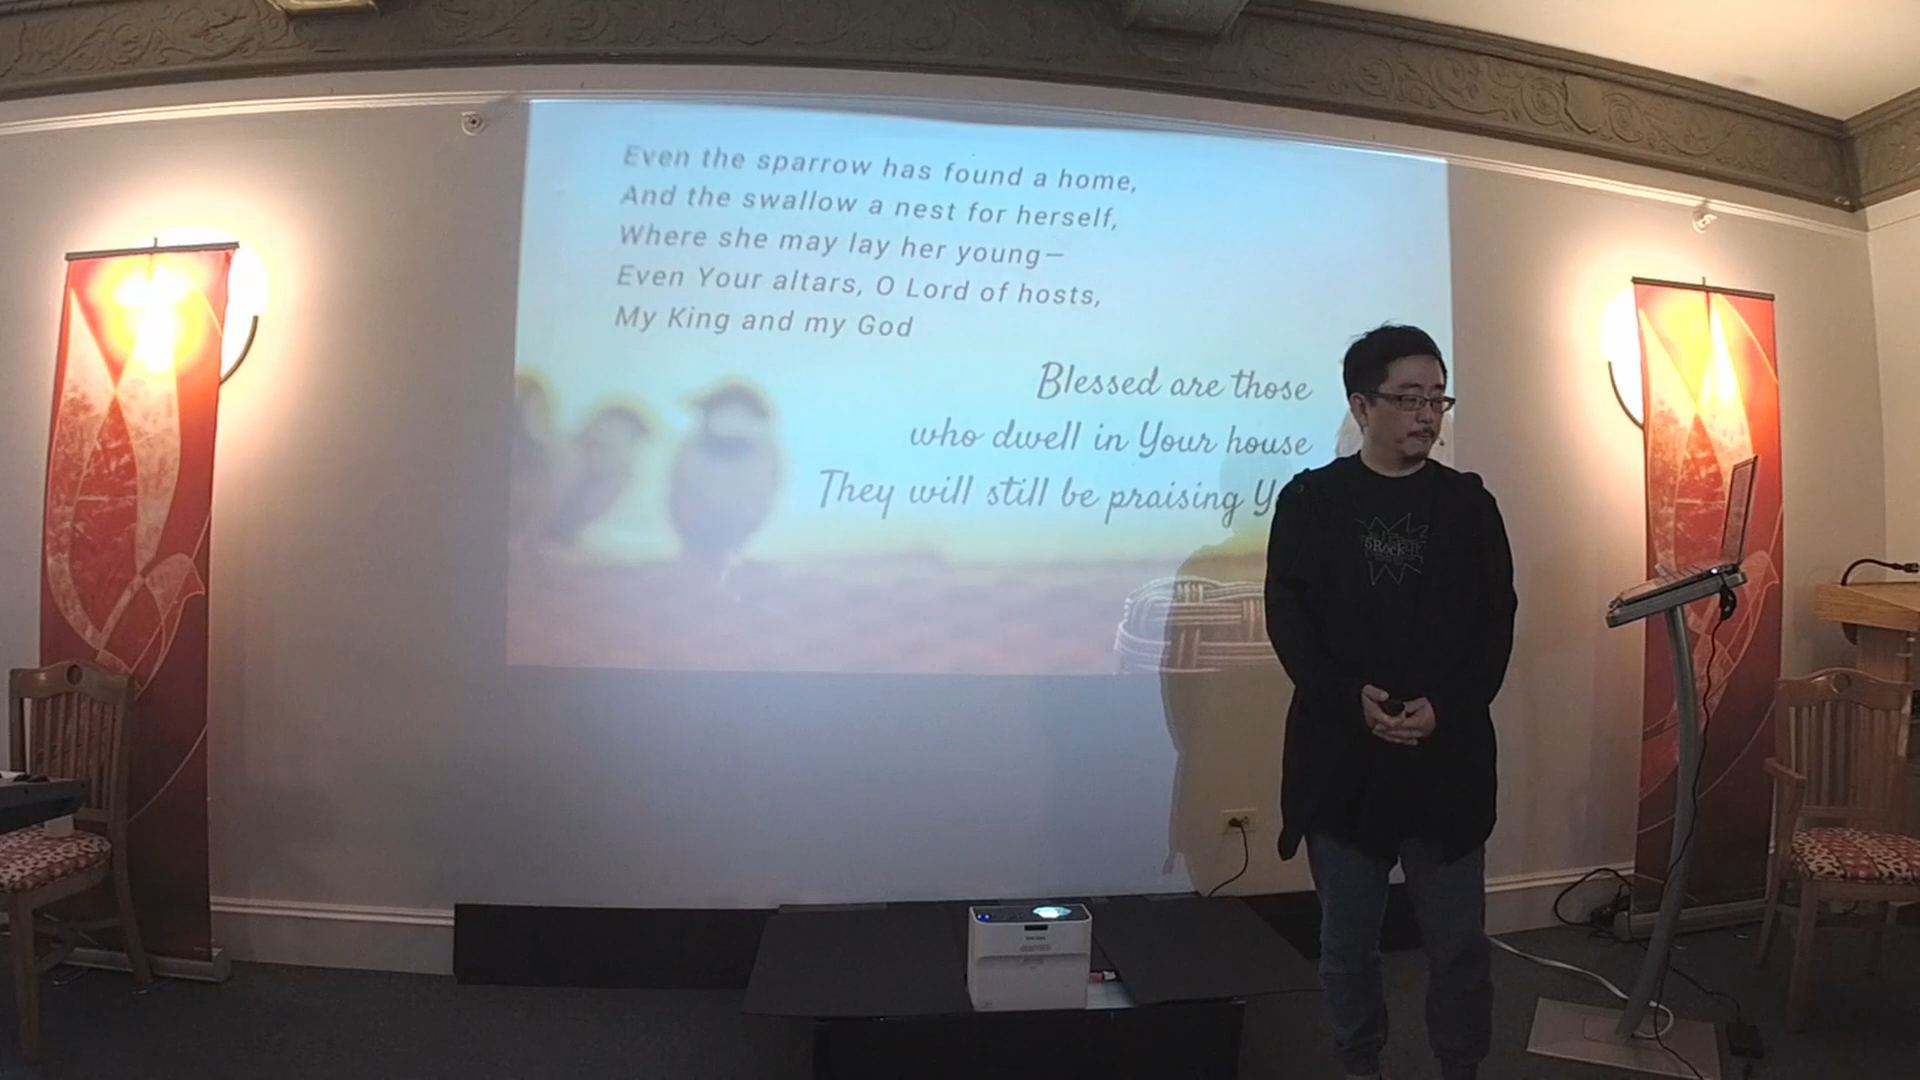 Even the sparrow has found a home,
And the swallow a nest for herself,
Where she may lay her young—
Even Your altars, O Lord of hosts,
My King and my God
Blessed are those
who dwell in Your house
They will still be praising
Rock